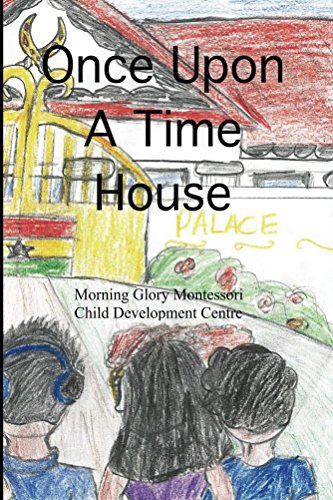 Once Upon
A Time
House
PALACE
Morning Glory Montessori
Child Development Centre